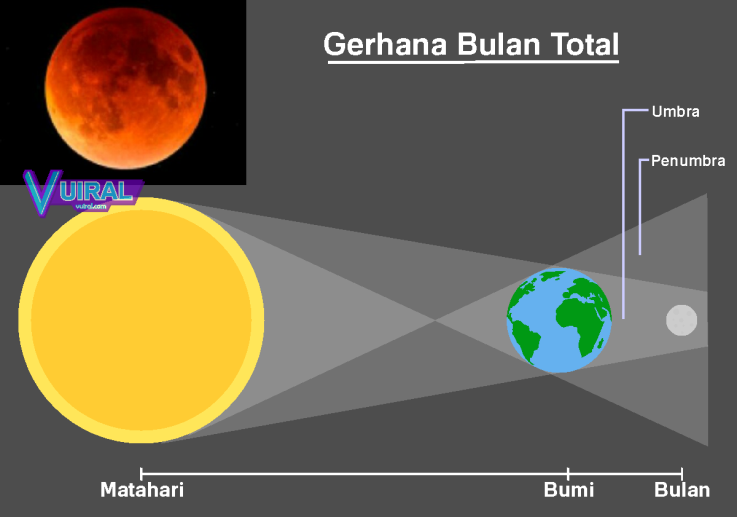 Gerhana Bulan Total
Umbra
Penumbra
VUIRAL
vuiral.com
Matahari
Bumi
Bulan